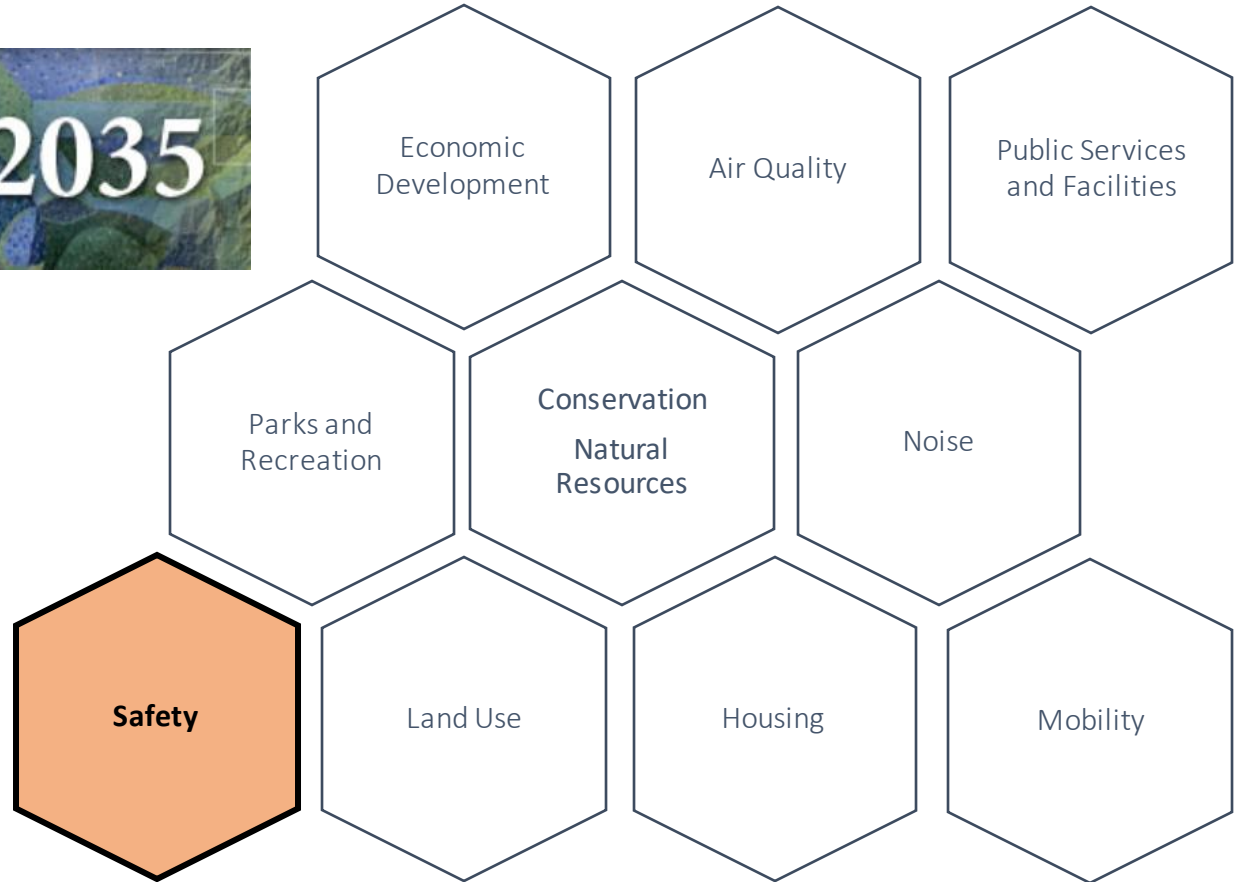 2035
Economic
Development
Air Quality
Public Services
and Facilities
Parks and
Recreation
Conservation
Natural
Resources
Noise
Safety
Land Use
Housing
Mobility